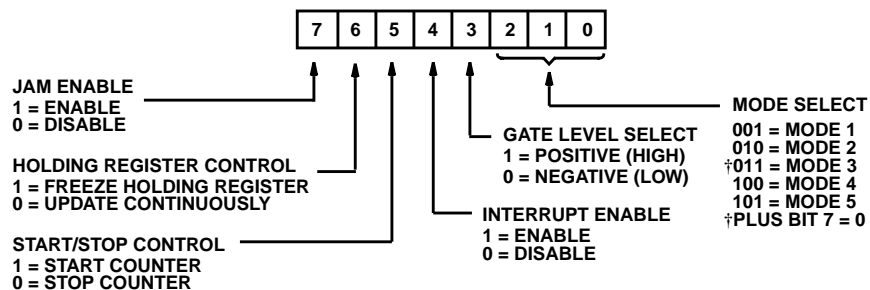 7 6 5 4 3 2 1 0
JAM ENABLE
1 = ENABLE
0 = DISABLE
HOLDING REGISTER CONTROL
1 = FREEZE HOLDING REGISTER
0 = UPDATE CONTINUOUSLY
START/STOP CONTROL
1 = START COUNTER
0 = STOP COUNTER
INTERRUPT ENABLE
1 = ENABLE
0 = DISABLE
GATE LEVEL SELECT
1 = POSITIVE (HIGH)
0 = NEGATIVE (LOW)
MODE SELECT
001 = MODE 1
010 = MODE 2
†011 = MODE 3
100 = MODE 4
101 = MODE 5
†PLUS BIT 7 = 0